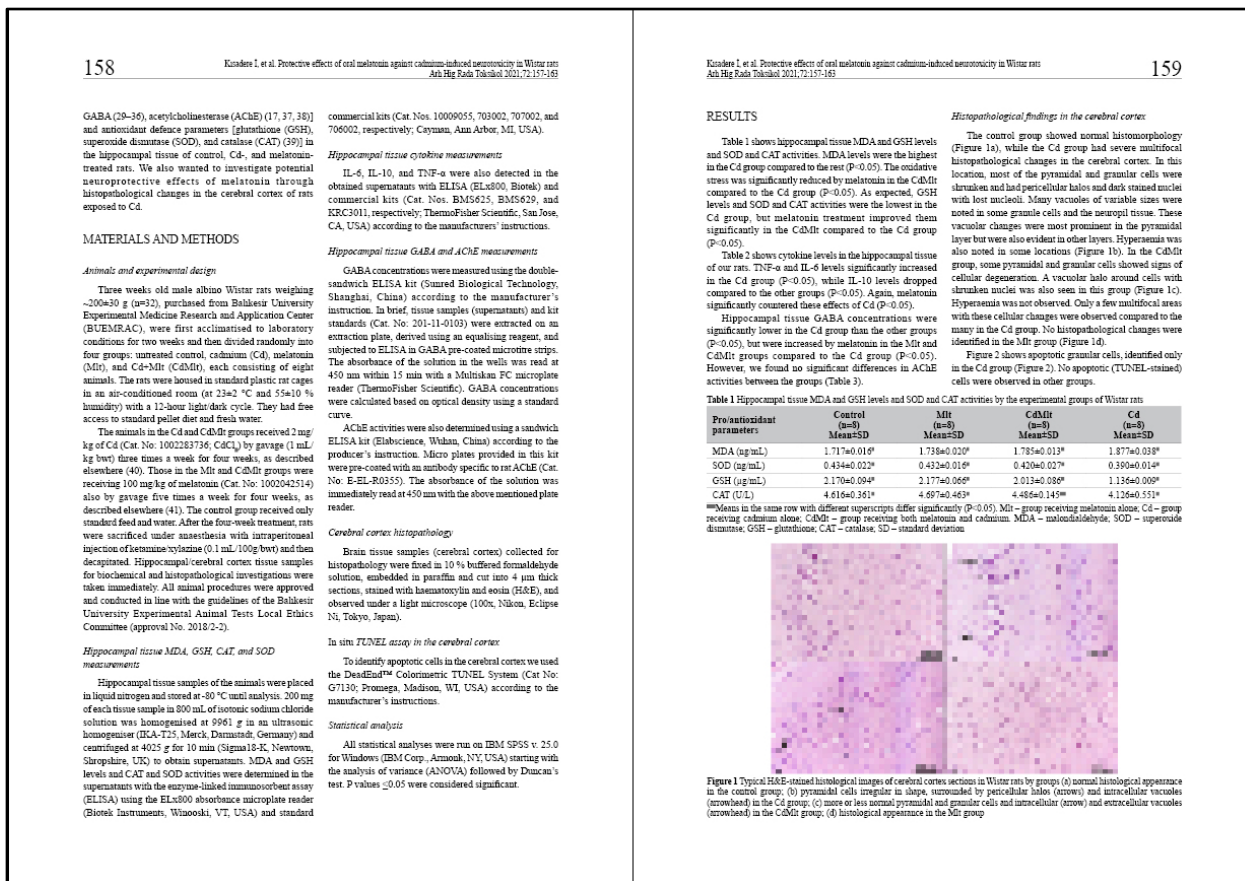 158
Kısadere I, et al. Protective effects of oral melatonin against cadmium-induced neurotoxicity in Wistar rats
Arh Hig Rada Toksikol 2021;72:157-163
GABA (29–36), acetylcholinesterase (AChE) (17, 37, 38)]
and antioxidant defence parameters [glutathione (GSH),
superoxide dismutase (SOD), and catalase (CAT) (39)] in
the hippocampal tissue of control, Cd-, and melatonin-
treated rats. We also wanted to investigate potential
neuroprotective effects of melatonin through
histopathological changes in the cerebral cortex of rats
exposed to Cd.
MATERIALS AND METHODS
Animals and experimental design
Three weeks old male albino Wistar rats weighing
~200±30 g (n=32), purchased from Balıkesir University
Experimental Medicine Research and Application Center
(BUEMRAC), were first acclimatised to laboratory
conditions for two weeks and then divided randomly into
four groups: untreated control, cadmium (Cd), melatonin
(Mlt), and Cd+Mlt (CdMlt), each consisting of eight
animals. The rats were housed in standard plastic rat cages
in an air-conditioned room (at 23±2 °C and 55±10 %
humidity) with a 12-hour light/dark cycle. They had free
access to standard pellet diet and fresh water.
The animals in the Cd and CdMlt groups received 2 mg/
kg of Cd (Cat. No: 1002283736; CdCl₂) by gavage (1 mL/
kg bwt) three times a week for four weeks, as described
elsewhere (40). Those in the Mlt and CdMlt groups were
receiving 100 mg/kg of melatonin (Cat. No: 1002042514)
also by gavage five times a week for four weeks, as
described elsewhere (41). The control group received only
standard feed and water. After the four-week treatment, rats
were sacrificed under anaesthesia with intraperitoneal
injection of ketamine/xylazine (0.1 mL/100g/bwt) and then
decapitated. Hippocampal/cerebral cortex tissue samples
for biochemical and histopathological investigations were
taken immediately. All animal procedures were approved
and conducted in line with the guidelines of the Balıkesir
University Experimental Animal Tests Local Ethics
Committee (approval No. 2018/2-2).
Hippocampal tissue MDA, GSH, CAT, and SOD
measurements
Hippocampal tissue samples of the animals were placed
in liquid nitrogen and stored at -80 °C until analysis. 200 mg
of each tissue sample in 800 mL of isotonic sodium chloride
solution was homogenised at 9961 g in an ultrasonic
homogeniser (IKA-T25, Merck, Darmstadt, Germany) and
centrifuged at 4025 g for 10 min (Sigma18-K, Newtown,
Shropshire, UK) to obtain supernatants. MDA and GSH
levels and CAT and SOD activities were determined in the
supernatants with the enzyme-linked immunosorbent assay
(ELISA) using the ELx800 absorbance microplate reader
(Biotek Instruments, Winooski, VT, USA) and standard
commercial kits (Cat. Nos. 10009055, 703002, 707002, and
706002, respectively; Cayman, Ann Arbor, MI, USA).
Hippocampal tissue cytokine measurements
IL-6, IL-10, and TNF-α were also detected in the
obtained supernatants with ELISA (ELx800, Biotek) and
commercial kits (Cat. Nos. BMS625, BMS629, and
KRC3011, respectively; ThermoFisher Scientific, San Jose,
CA, USA) according to the manufacturers’ instructions.
Hippocampal tissue GABA and AChE measurements
GABA concentrations were measured using the double-
sandwich ELISA kit (Sunred Biological Technology,
Shanghai, China) according to the manufacturer’s
instruction. In brief, tissue samples (supernatants) and kit
standards (Cat. No: 201-11-0103) were extracted on an
extraction plate, derived using an equalising reagent, and
subjected to ELISA in GABA pre-coated microtitre strips.
The absorbance of the solution in the wells was read at
450 nm within 15 min with a Multiskan FC microplate
reader (ThermoFisher Scientific). GABA concentrations
were calculated based on optical density using a standard
curve.
AChE activities were also determined using a sandwich
ELISA kit (Elabscience, Wuhan, China) according to the
producer’s instruction. Micro plates provided in this kit
were pre-coated with an antibody specific to rat AChE (Cat.
No: E-EL-R0355). The absorbance of the solution was
immediately read at 450 nm with the above mentioned plate
reader.
Cerebral cortex histopathology
Brain tissue samples (cerebral cortex) collected for
histopathology were fixed in 10 % buffered formaldehyde
solution, embedded in paraffin and cut into 4 µm thick
sections, stained with haematoxylin and eosin (H&E), and
observed under a light microscope (100x, Nikon, Eclipse
Ni, Tokyo, Japan).
In situ TUNEL assay in the cerebral cortex
To identify apoptotic cells in the cerebral cortex we used
the DeadEnd™ Colorimetric TUNEL System (Cat No:
G7130; Promega, Madison, WI, USA) according to the
manufacturer’s instructions.
Statistical analysis
All statistical analyses were run on IBM SPSS v. 25.0
for Windows (IBM Corp., Armonk, NY, USA) starting with
the analysis of variance (ANOVA) followed by Duncan’s
test. P values ≤0.05 were considered significant.
Kısadere I, et al. Protective effects of oral melatonin against cadmium-induced neurotoxicity in Wistar rats
Arh Hig Rada Toksikol 2021;72:157-163
159
RESULTS
Table 1 shows hippocampal tissue MDA and GSH levels
and SOD and CAT activities. MDA levels were the highest
in the Cd group compared to the rest (P<0.05). The oxidative
stress was significantly reduced by melatonin in the CdMlt
compared to the Cd group (P<0.05). As expected, GSH
levels and SOD and CAT activities were the lowest in the
Cd group, but melatonin treatment improved them
significantly in the CdMlt compared to the Cd group
(P<0.05).
Table 2 shows cytokine levels in the hippocampal tissue
of our rats. TNF-α and IL-6 levels significantly increased
in the Cd group (P<0.05), while IL-10 levels dropped
compared to the other groups (P<0.05). Again, melatonin
significantly countered these effects of Cd (P<0.05).
Hippocampal tissue GABA concentrations were
significantly lower in the Cd group than the other groups
(P<0.05), but were increased by melatonin in the Mlt and
CdMlt groups compared to the Cd group (P<0.05).
However, we found no significant differences in AChE
activities between the groups (Table 3).
Histopathological findings in the cerebral cortex
The control group showed normal histomorphology
(Figure 1a), while the Cd group had severe multifocal
histopathological changes in the cerebral cortex. In this
location, most of the pyramidal and granular cells were
shrunken and had pericellular halos and dark stained nuclei
with lost nucleoli. Many vacuoles of variable sizes were
noted in some granule cells and the neuropil tissue. These
vacuolar changes were most prominent in the pyramidal
layer but were also evident in other layers. Hyperaemia was
also noted in some locations (Figure 1b). In the CdMlt
group, some pyramidal and granular cells showed signs of
cellular degeneration. A vacuolar halo around cells with
shrunken nuclei was also seen in this group (Figure 1c).
Hyperaemia was not observed. Only a few multifocal areas
with these cellular changes were observed compared to the
many in the Cd group. No histopathological changes were
identified in the Mlt group (Figure 1d).
Figure 2 shows apoptotic granular cells, identified only
in the Cd group (Figure 2). No apoptotic (TUNEL-stained)
cells were observed in other groups.
Table 1 Hippocampal tissue MDA and GSH levels and SOD and CAT activities by the experimental groups of Wistar rats
Pro/antioxidant parameters Control (n=8) Mean±SD Mlt (n=8) Mean±SD CdMlt (n=8) Mean±SD Cd (n=8) Mean±SD
MDA (ng/mL) 1.717±0.016 1.738±0.020 1.785±0.013 1.877±0.038
SOD (ng/mL) 0.434±0.022 0.432±0.016 0.420±0.027 0.390±0.014
GSH (µg/mL) 2.170±0.094 2.177±0.066 2.013±0.086 1.136±0.009
CAT (U/L) 4.616±0.361 4.697±0.463 4.486±0.145 4.126±0.551
Means in the same row with different superscripts differ significantly (P<0.05). Mlt – group receiving melatonin alone; Cd – group
receiving cadmium alone; CdMlt – group receiving both melatonin and cadmium. MDA – malondialdehyde; SOD – superoxide
dismutase; GSH – glutathione; CAT – catalase; SD – standard deviation
Figure 1 Typical H&E-stained histological images of cerebral cortex sections in Wistar rats by groups (a) normal histological appearance
in the control group; (b) pyramidal cells irregular in shape, surrounded by pericellular halos (arrows) and intracellular vacuoles
(arrowhead) in the Cd group; (c) more or less normal pyramidal and granular cells and intracellular (arrow) and extracellular vacuoles
(arrowhead) in the CdMlt group; (d) histological appearance in the Mlt group